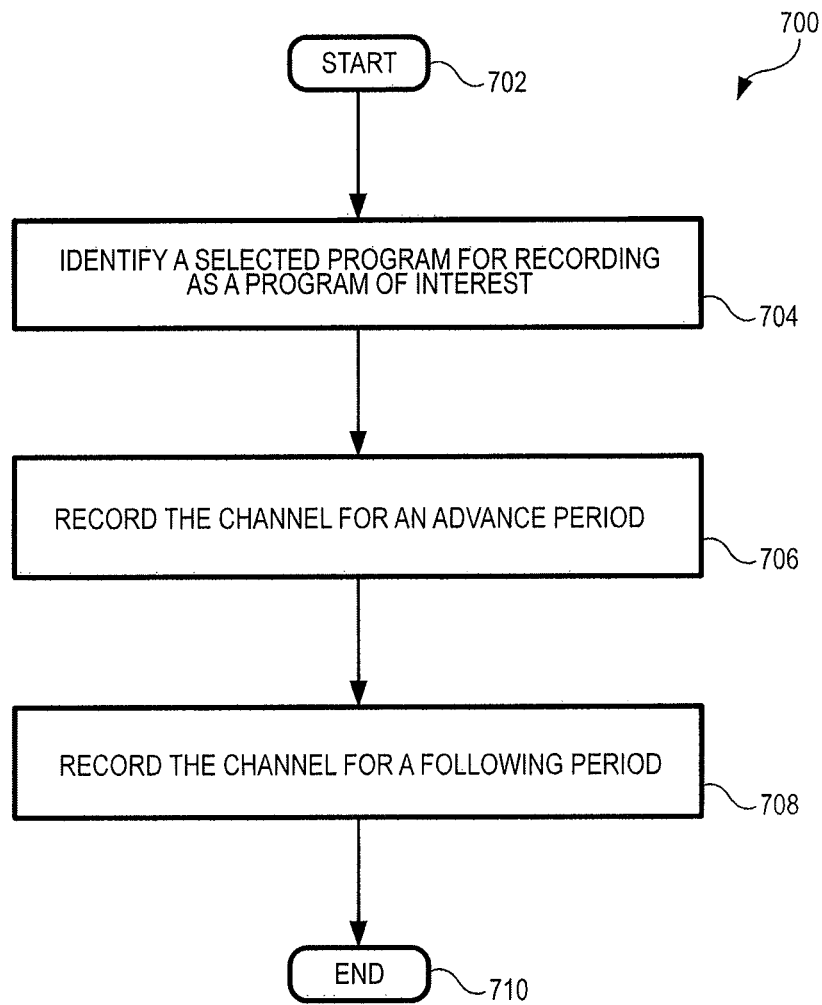 700
START
702
IDENTIFY A SELECTED PROGRAM FOR RECORDING
AS A PROGRAM OF INTEREST
704
RECORD THE CHANNEL FOR AN ADVANCE PERIOD
706
RECORD THE CHANNEL FOR A FOLLOWING PERIOD
708
END
710